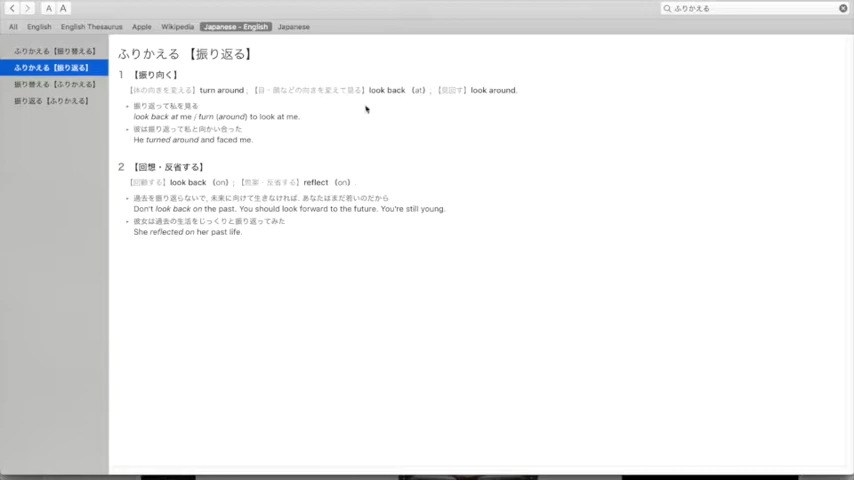 A A
ふりかえる
All English English Thesaurus Apple Wikipedia Japanese - English Japanese
ふりかえる【振り替える】
ふりかえる【振り返る】
振り替える【ふりかえる】
振り返る【ふりかえる】
ふりかえる 【振り返る】
1 【振り向く】
【体の向きを変える】 turn around ; 【目・顔などの向きを変えて見る】 look back 《at》 , 【見回す】 look around.
• 振り返って私を見る
look back at me / turn (around) to look at me.
• 彼は振り返って私と向かい合った
He turned around and faced me.
2 【回想・反省する】
【回顧する】 look back 《on》 ; 【熟案・反省する】 reflect 《on》 .
• 過去を振り返らないで, 未来に向けて生きなければ. あなたはまだ若いのだから
Don't look back on the past. You should look forward to the future. You're still young.
• 彼女は過去の生活をじっくりと振り返ってみた
She reflected on her past life.